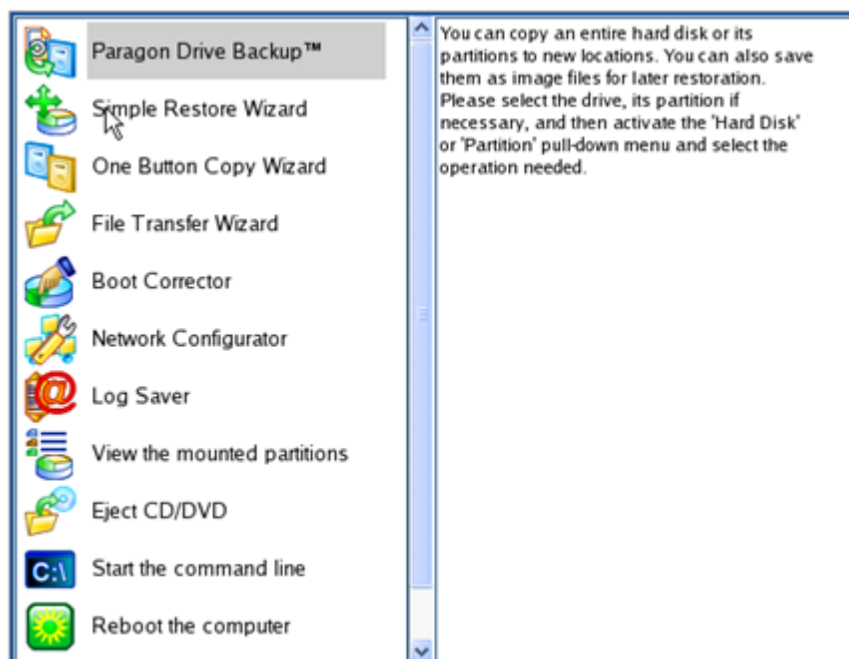 Paragon Drive Backup™
Simple Restore Wizard
One Button Copy Wizard
File Transfer Wizard
Boot Corrector
Network Configurator
@
Log Saver
View the mounted partitions
Eject CD/DVD
C:\
Start the command line
Reboot the computer
You can copy an entire hard disk or its
partitions to new locations. You can also save
them as image files for later restoration.
Please select the drive, its partition if
necessary, and then activate the 'Hard Disk'
or 'Partition' pull-down menu and select the
operation needed.